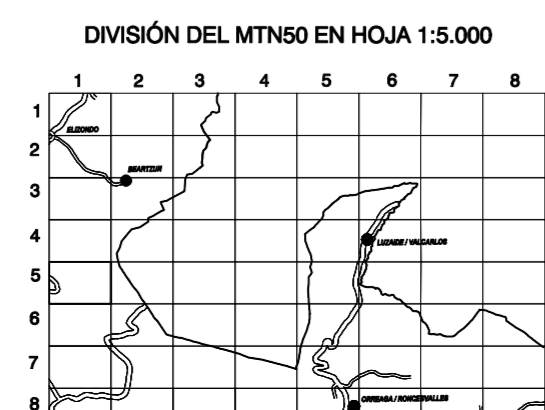 DIVISIÓN DEL MTN50 EN HOJA 1:5.000
1 2 3 4 5 6 7 8
1
ELIZONDO
2
BEARTZUN
3
4
LUZAIDE / VALCARLOS
5
6
7
8
ORREAGA / RONCESVALLES